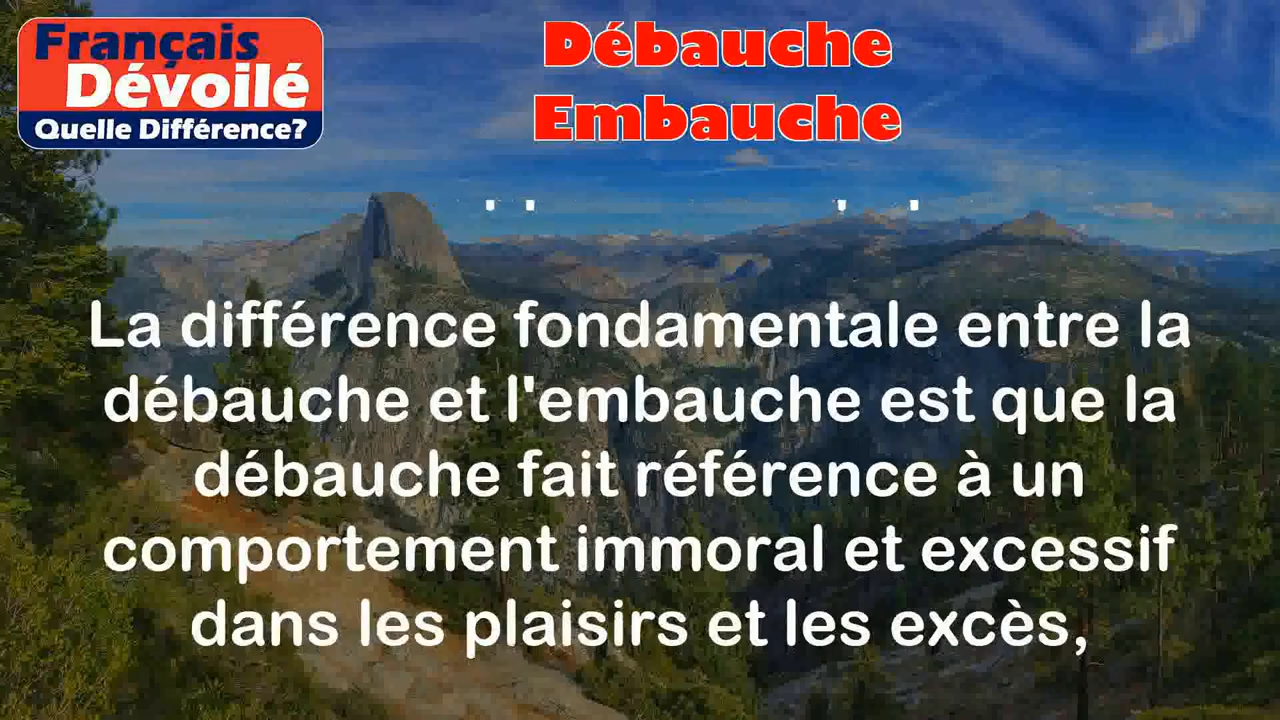 Français
Dévoilé
Quelle Différence?
Débauche
Embauche
La différence fondamentale entre la
débauche et l'embauche est que la
débauche fait référence à un
comportement immoral et excessif
dans les plaisirs et les excès,